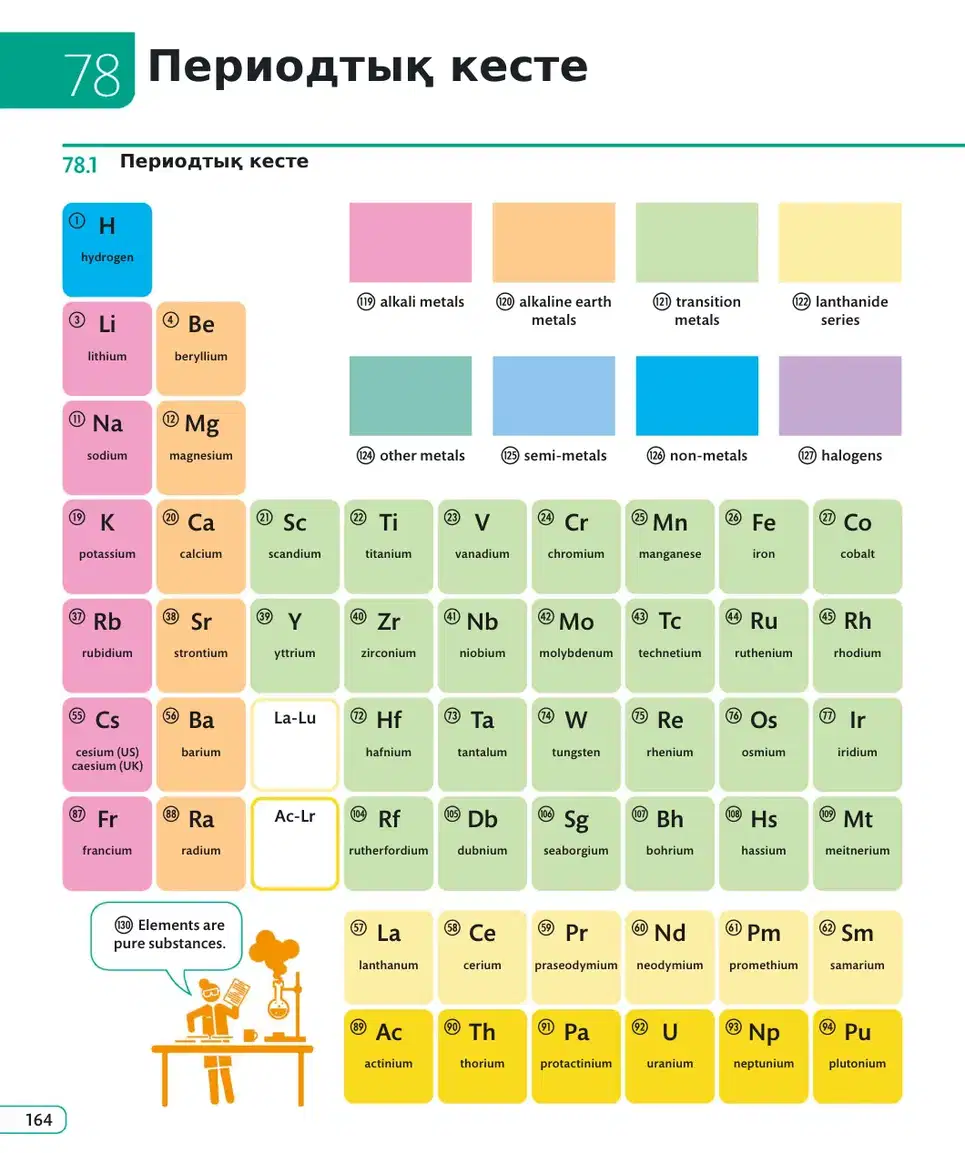 78 Периодтық кесте
78.1 Периодтық кесте
1 H
hydrogen
119 alkali metals
120 alkaline earth
metals
121 transition
metals
122 lanthanide
series
3 Li
lithium
4 Be
beryllium
124 other metals
125 semi-metals
126 non-metals
127 halogens
11 Na
sodium
12 Mg
magnesium
19 K
potassium
20 Ca
calcium
21 Sc
scandium
22 Ti
titanium
23 V
vanadium
24 Cr
chromium
25 Mn
manganese
26 Fe
iron
27 Co
cobalt
37 Rb
rubidium
38 Sr
strontium
39 Y
yttrium
40 Zr
zirconium
41 Nb
niobium
42 Mo
molybdenum
43 Tc
technetium
44 Ru
ruthenium
45 Rh
rhodium
55 Cs
cesium (US)
caesium (UK)
56 Ba
barium
La-Lu
72 Hf
hafnium
73 Ta
tantalum
74 W
tungsten
75 Re
rhenium
76 Os
osmium
77 Ir
iridium
87 Fr
francium
88 Ra
radium
Ac-Lr
104 Rf
rutherfordium
105 Db
dubnium
106 Sg
seaborgium
107 Bh
bohrium
108 Hs
hassium
109 Mt
meitnerium
130 Elements are
pure substances.
57 La
lanthanum
58 Ce
cerium
59 Pr
praseodymium
60 Nd
neodymium
61 Pm
promethium
62 Sm
samarium
89 Ac
actinium
90 Th
thorium
91 Pa
protactinium
92 U
uranium
93 Np
neptunium
94 Pu
plutonium
164